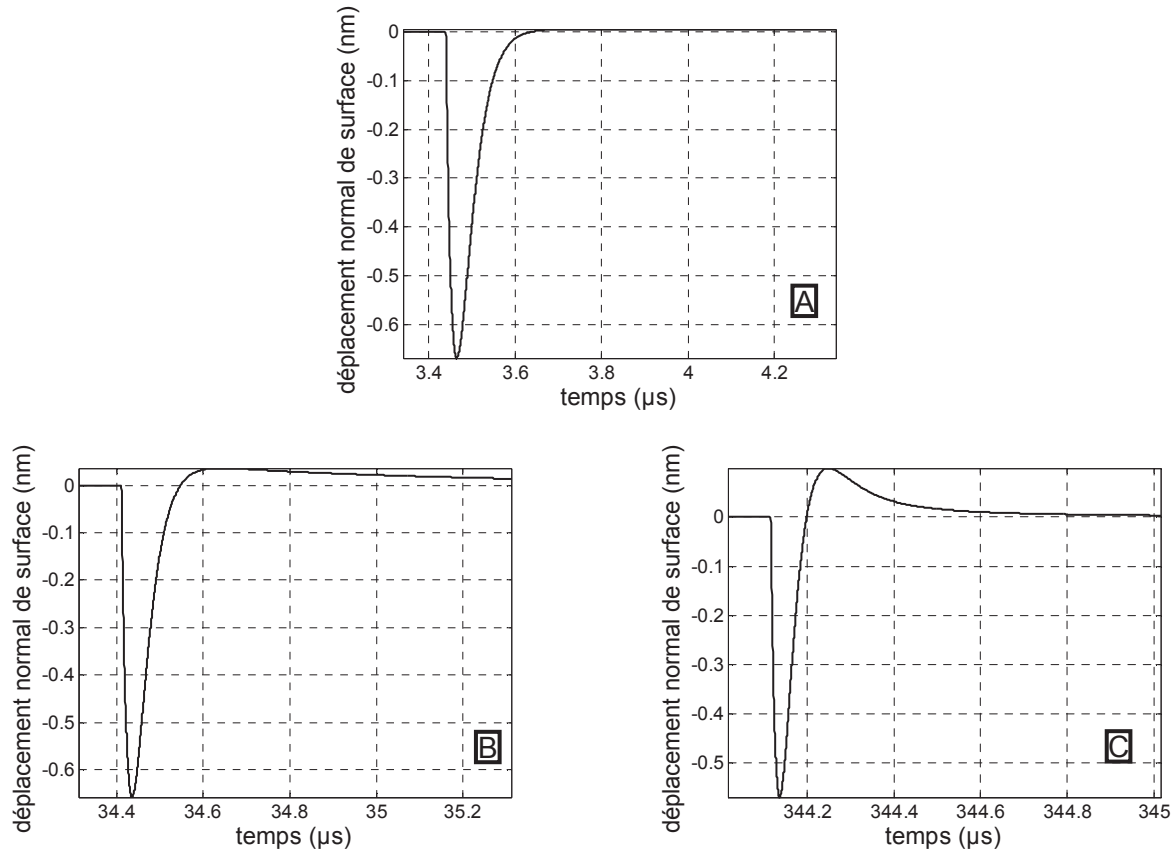 déplacement normal de surface (nm)
0
-0.1
-0.2
-0.3
-0.4
-0.5
-0.6
A
3.4 3.6 3.8 4 4.2
temps (µs)
déplacement normal de surface (nm)
0
-0.1
-0.2
-0.3
-0.4
-0.5
-0.6
B
34.4 34.6 34.8 35 35.2
temps (µs)
déplacement normal de surface (nm)
0
-0.1
-0.2
-0.3
-0.4
-0.5
C
344.2 344.4 344.6 344.8 345
temps (µs)